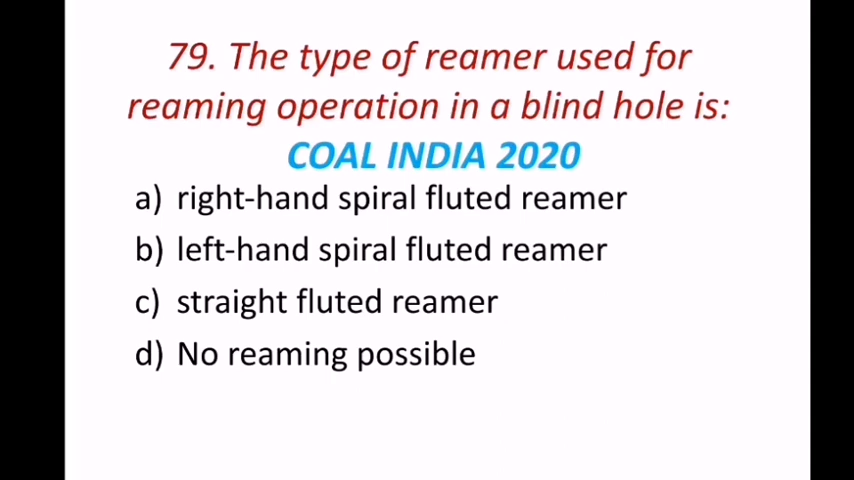 79. The type of reamer used for
reaming operation in a blind hole is:
COAL INDIA 2020
a) right-hand spiral fluted reamer
b) left-hand spiral fluted reamer
c) straight fluted reamer
d) No reaming possible